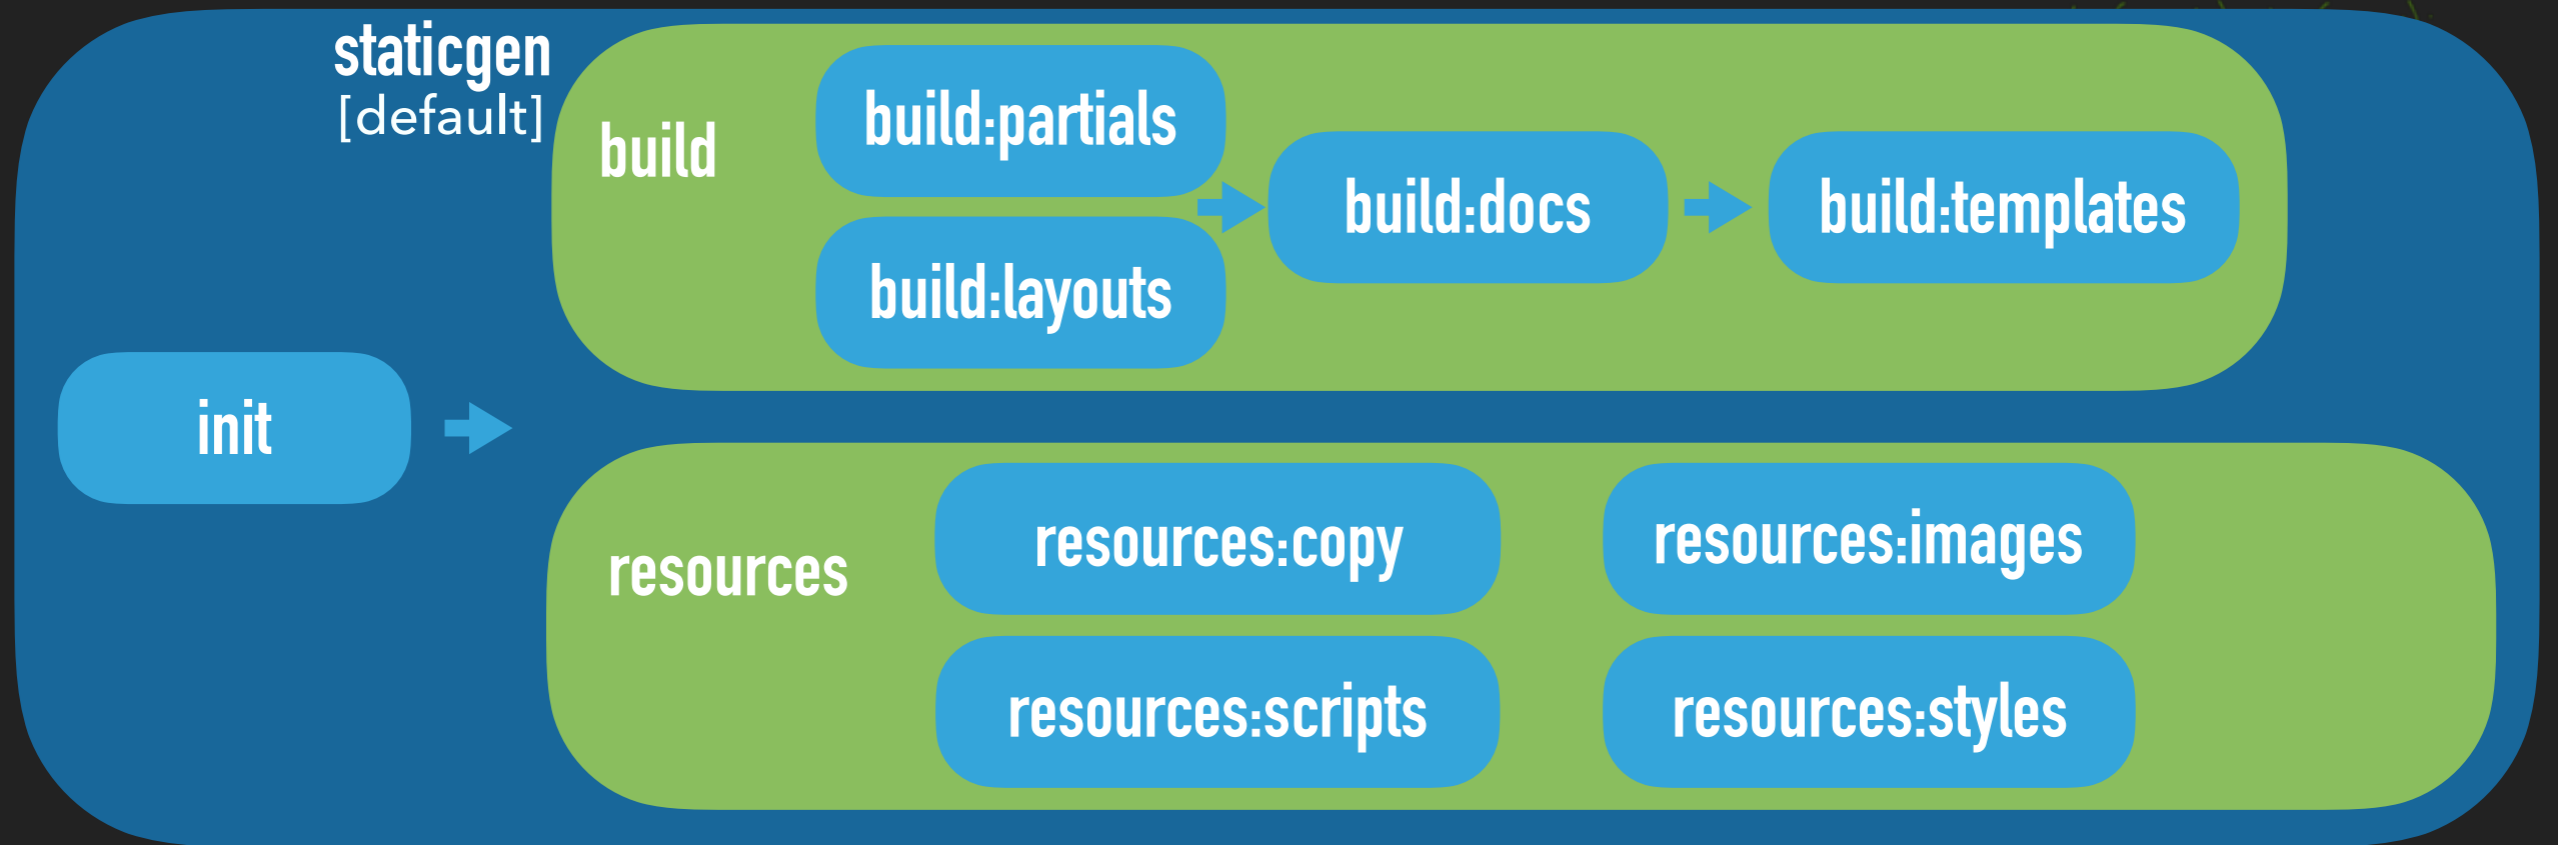 staticgen
[default]
build
build:partials
build:layouts
build:docs
build:templates
init
resources
resources:copy
resources:images
resources:scripts
resources:styles